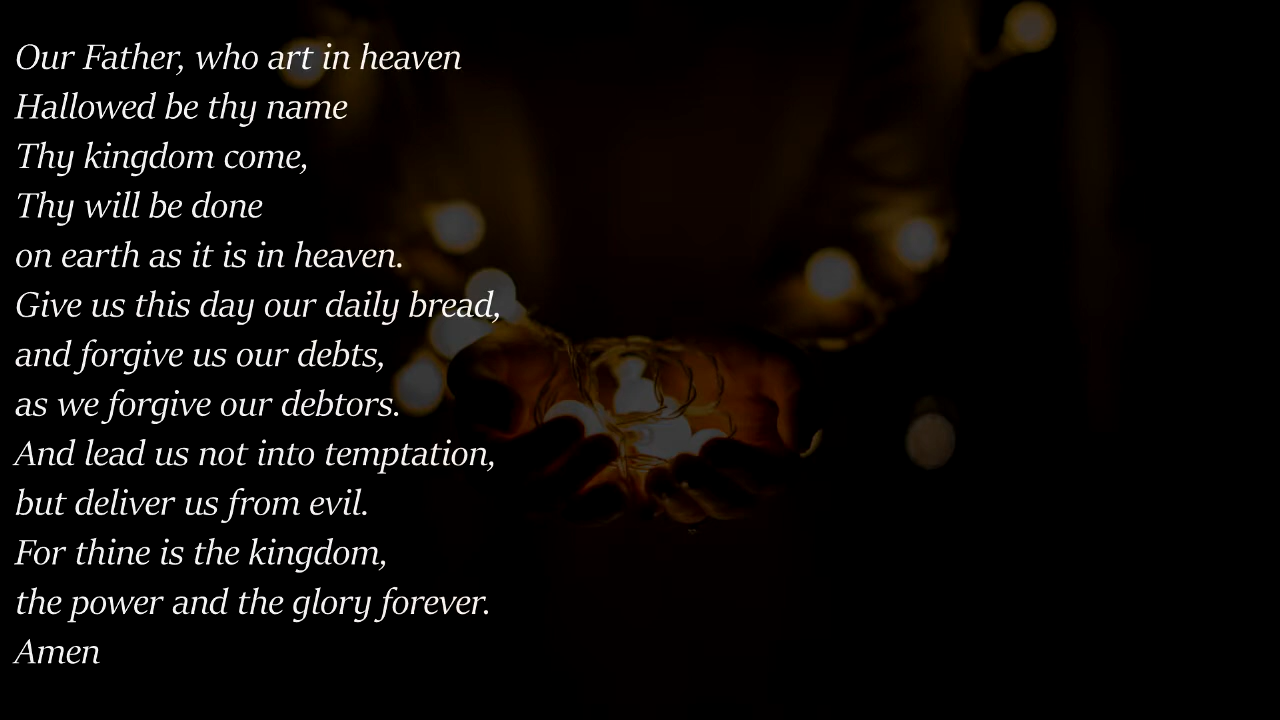 Our Father, who art in heaven
Hallowed be thy name
Thy kingdom come,
Thy will be done
on earth as it is in heaven.
Give us this day our daily bread,
and forgive us our debts,
as we forgive our debtors.
And lead us not into temptation,
but deliver us from evil.
For thine is the kingdom,
the power and the glory forever.
Amen